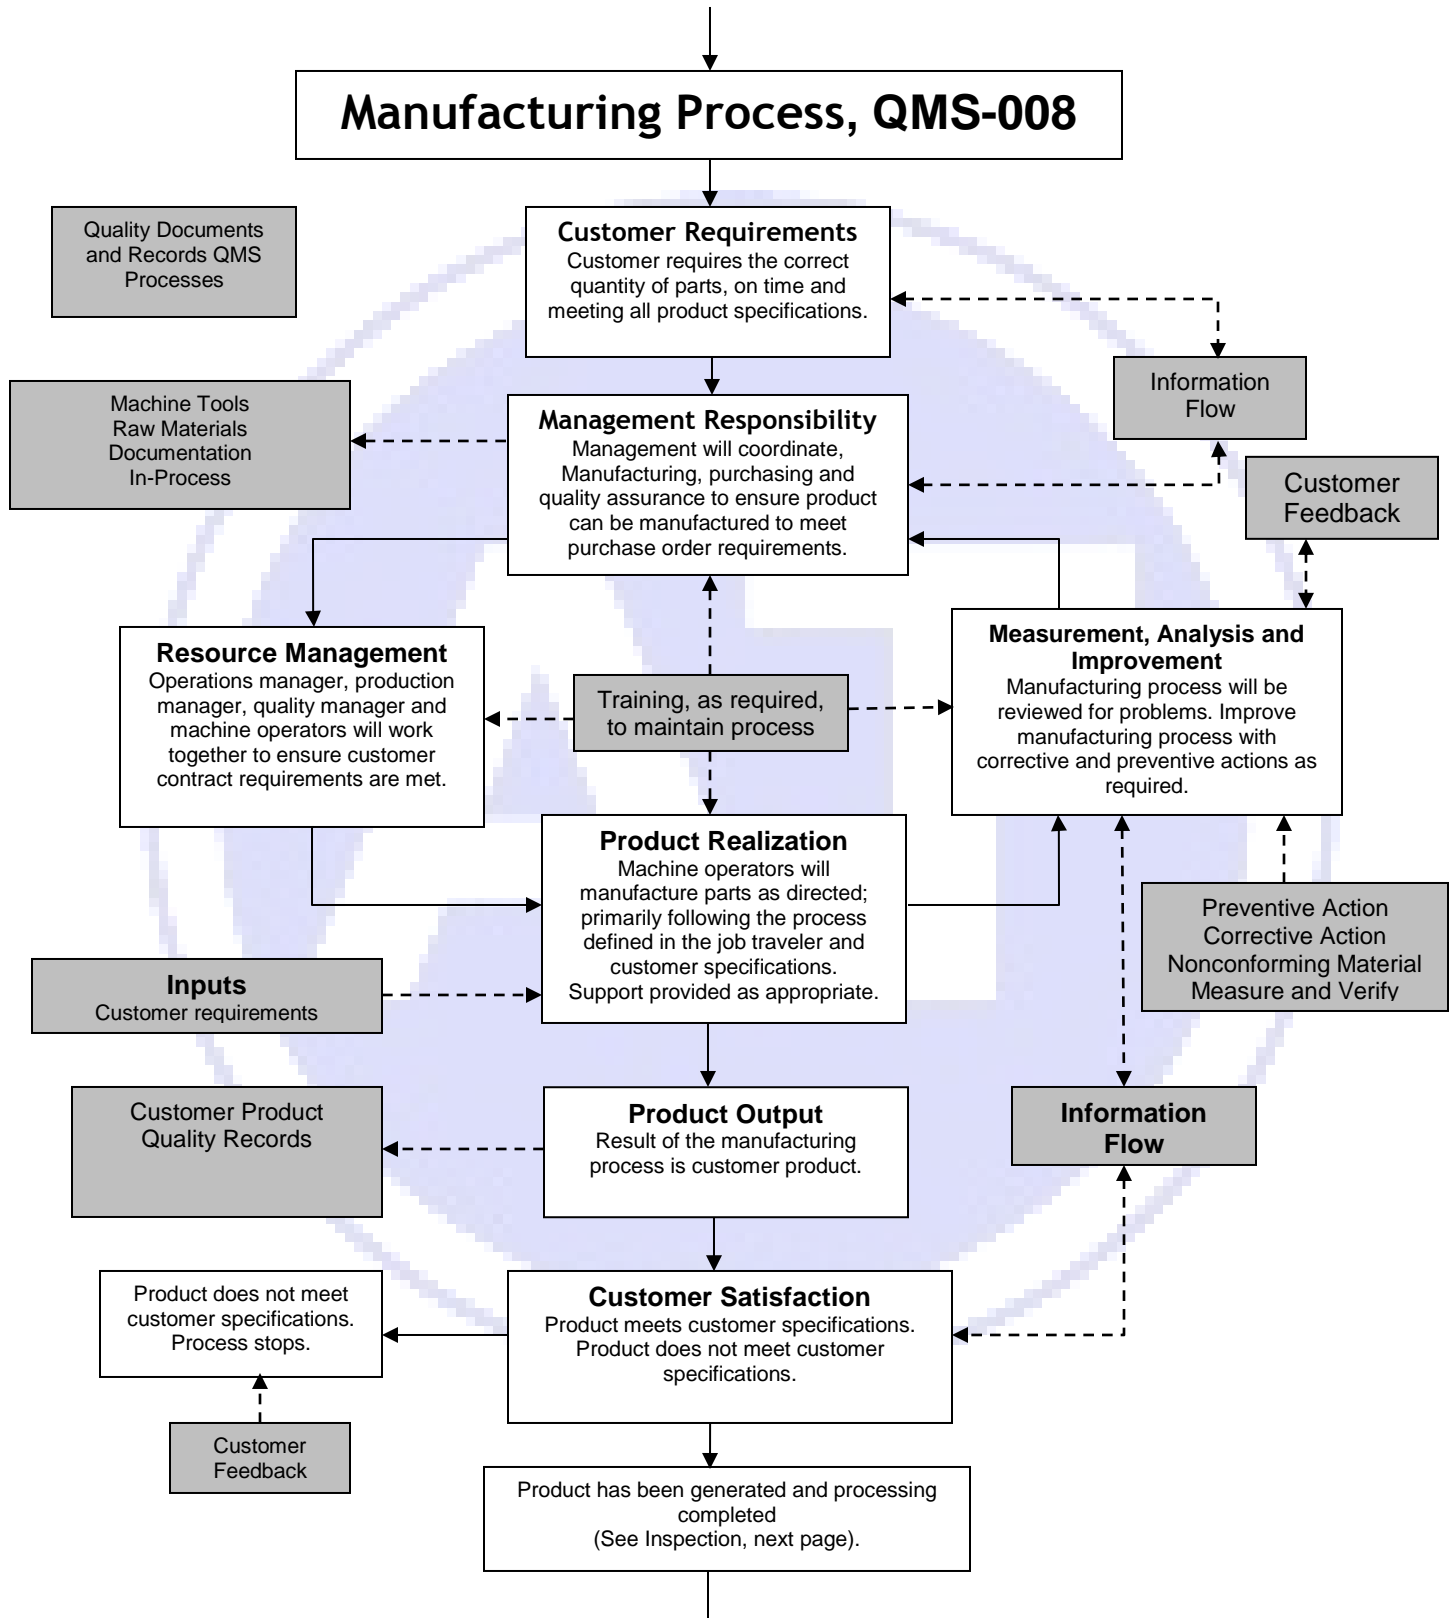 Manufacturing Process, QMS-008
Quality Documents
and Records QMS
Processes
Customer Requirements
Customer requires the correct
quantity of parts, on time and
meeting all product specifications.
Information
Flow
Machine Tools
Raw Materials
Documentation
In-Process
Management Responsibility
Management will coordinate,
Manufacturing, purchasing and
quality assurance to ensure product
can be manufactured to meet
purchase order requirements.
Customer
Feedback
Resource Management
Operations manager, production
manager, quality manager and
machine operators will work
together to ensure customer
contract requirements are met.
Training, as required,
to maintain process
Measurement, Analysis and
Improvement
Manufacturing process will be
reviewed for problems. Improve
manufacturing process with
corrective and preventive actions as
required.
Product Realization
Machine operators will
manufacture parts as directed;
primarily following the process
defined in the job traveler and
customer specifications.
Support provided as appropriate.
Preventive Action
Corrective Action
Nonconforming Material
Measure and Verify
Inputs
Customer requirements
Customer Product
Quality Records
Product Output
Result of the manufacturing
process is customer product.
Information
Flow
Product does not meet
customer specifications.
Process stops.
Customer Satisfaction
Product meets customer specifications.
Product does not meet customer
specifications.
Customer
Feedback
Product has been generated and processing
completed
(See Inspection, next page).